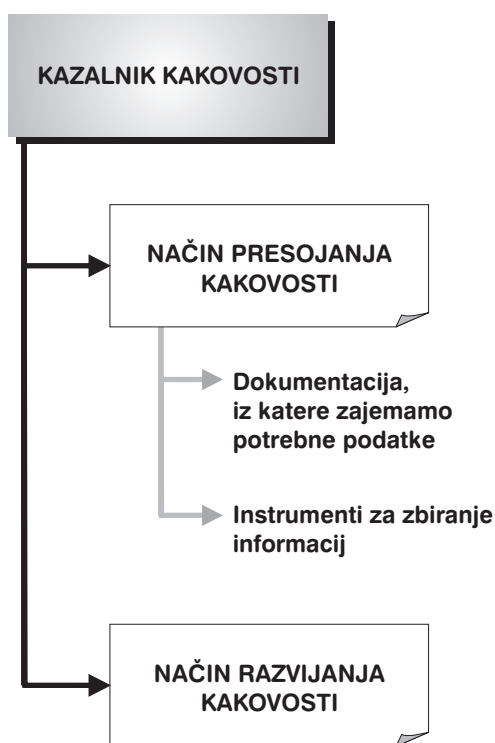 KAZALNIK KAKOVOSTI
NAČIN PRESOJANJA
KAKOVOSTI
Dokumentacija,
iz katere zajemamo
potrebne podatke
Instrumenti za zbiranje
informacij
NAČIN RAZVIJANJA
KAKOVOSTI